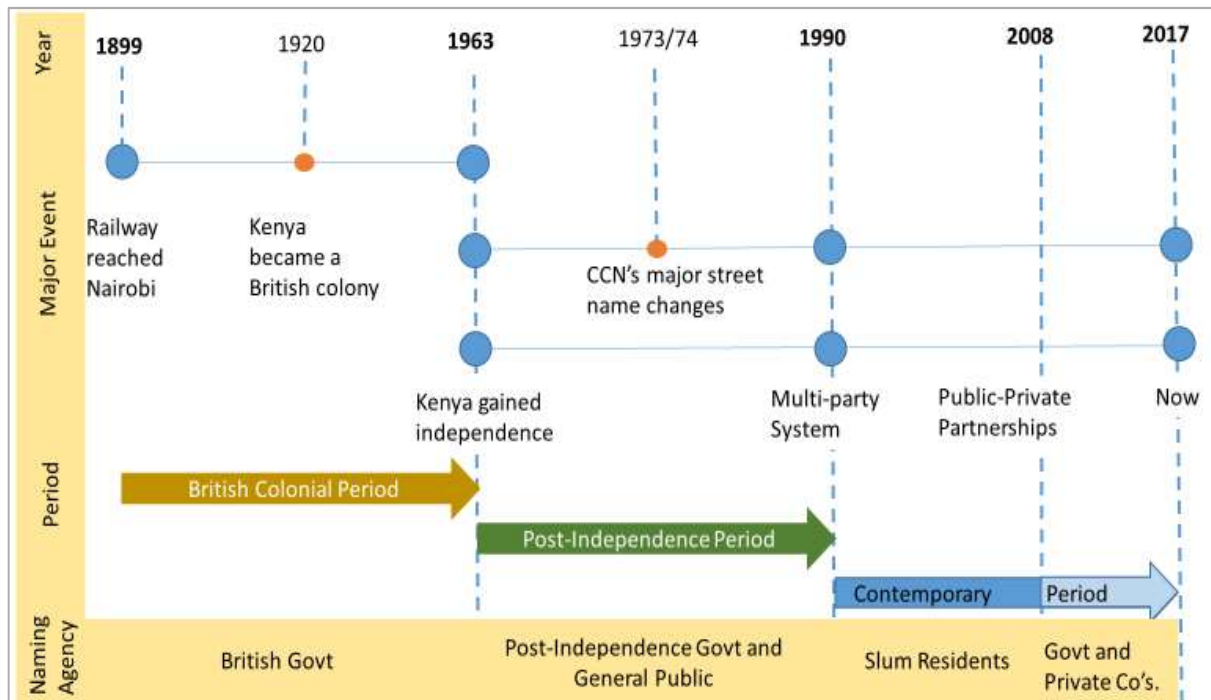 Year
1899
1920
1963
1973/74
1990
2008
2017
Major Event
Railway
reached
Nairobi
Kenya
became a
British colony
CCN's major street
name changes
Kenya gained
independence
Multi-party
System
Public-Private
Partnerships
Now
Period
British Colonial Period
Post-Independence Period
Contemporary
Period
Naming
Agency
British Govt
Post-Independence Govt and
General Public
Slum Residents
Govt and
Private Co's.